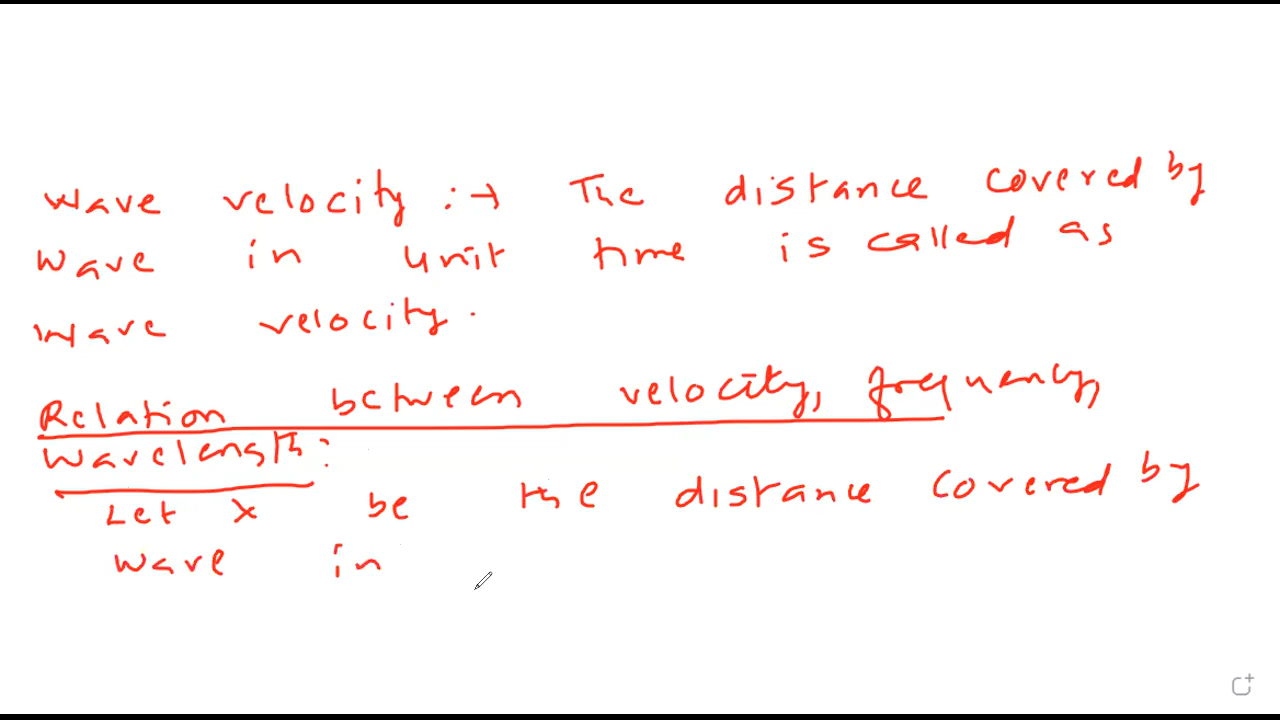 Wave velocity :→ The distance covered by
Wave in unit time is called as
Wave velocity.
Relation between velocity, frequency,
Wavelength:
Let x be the distance covered by
Wave in